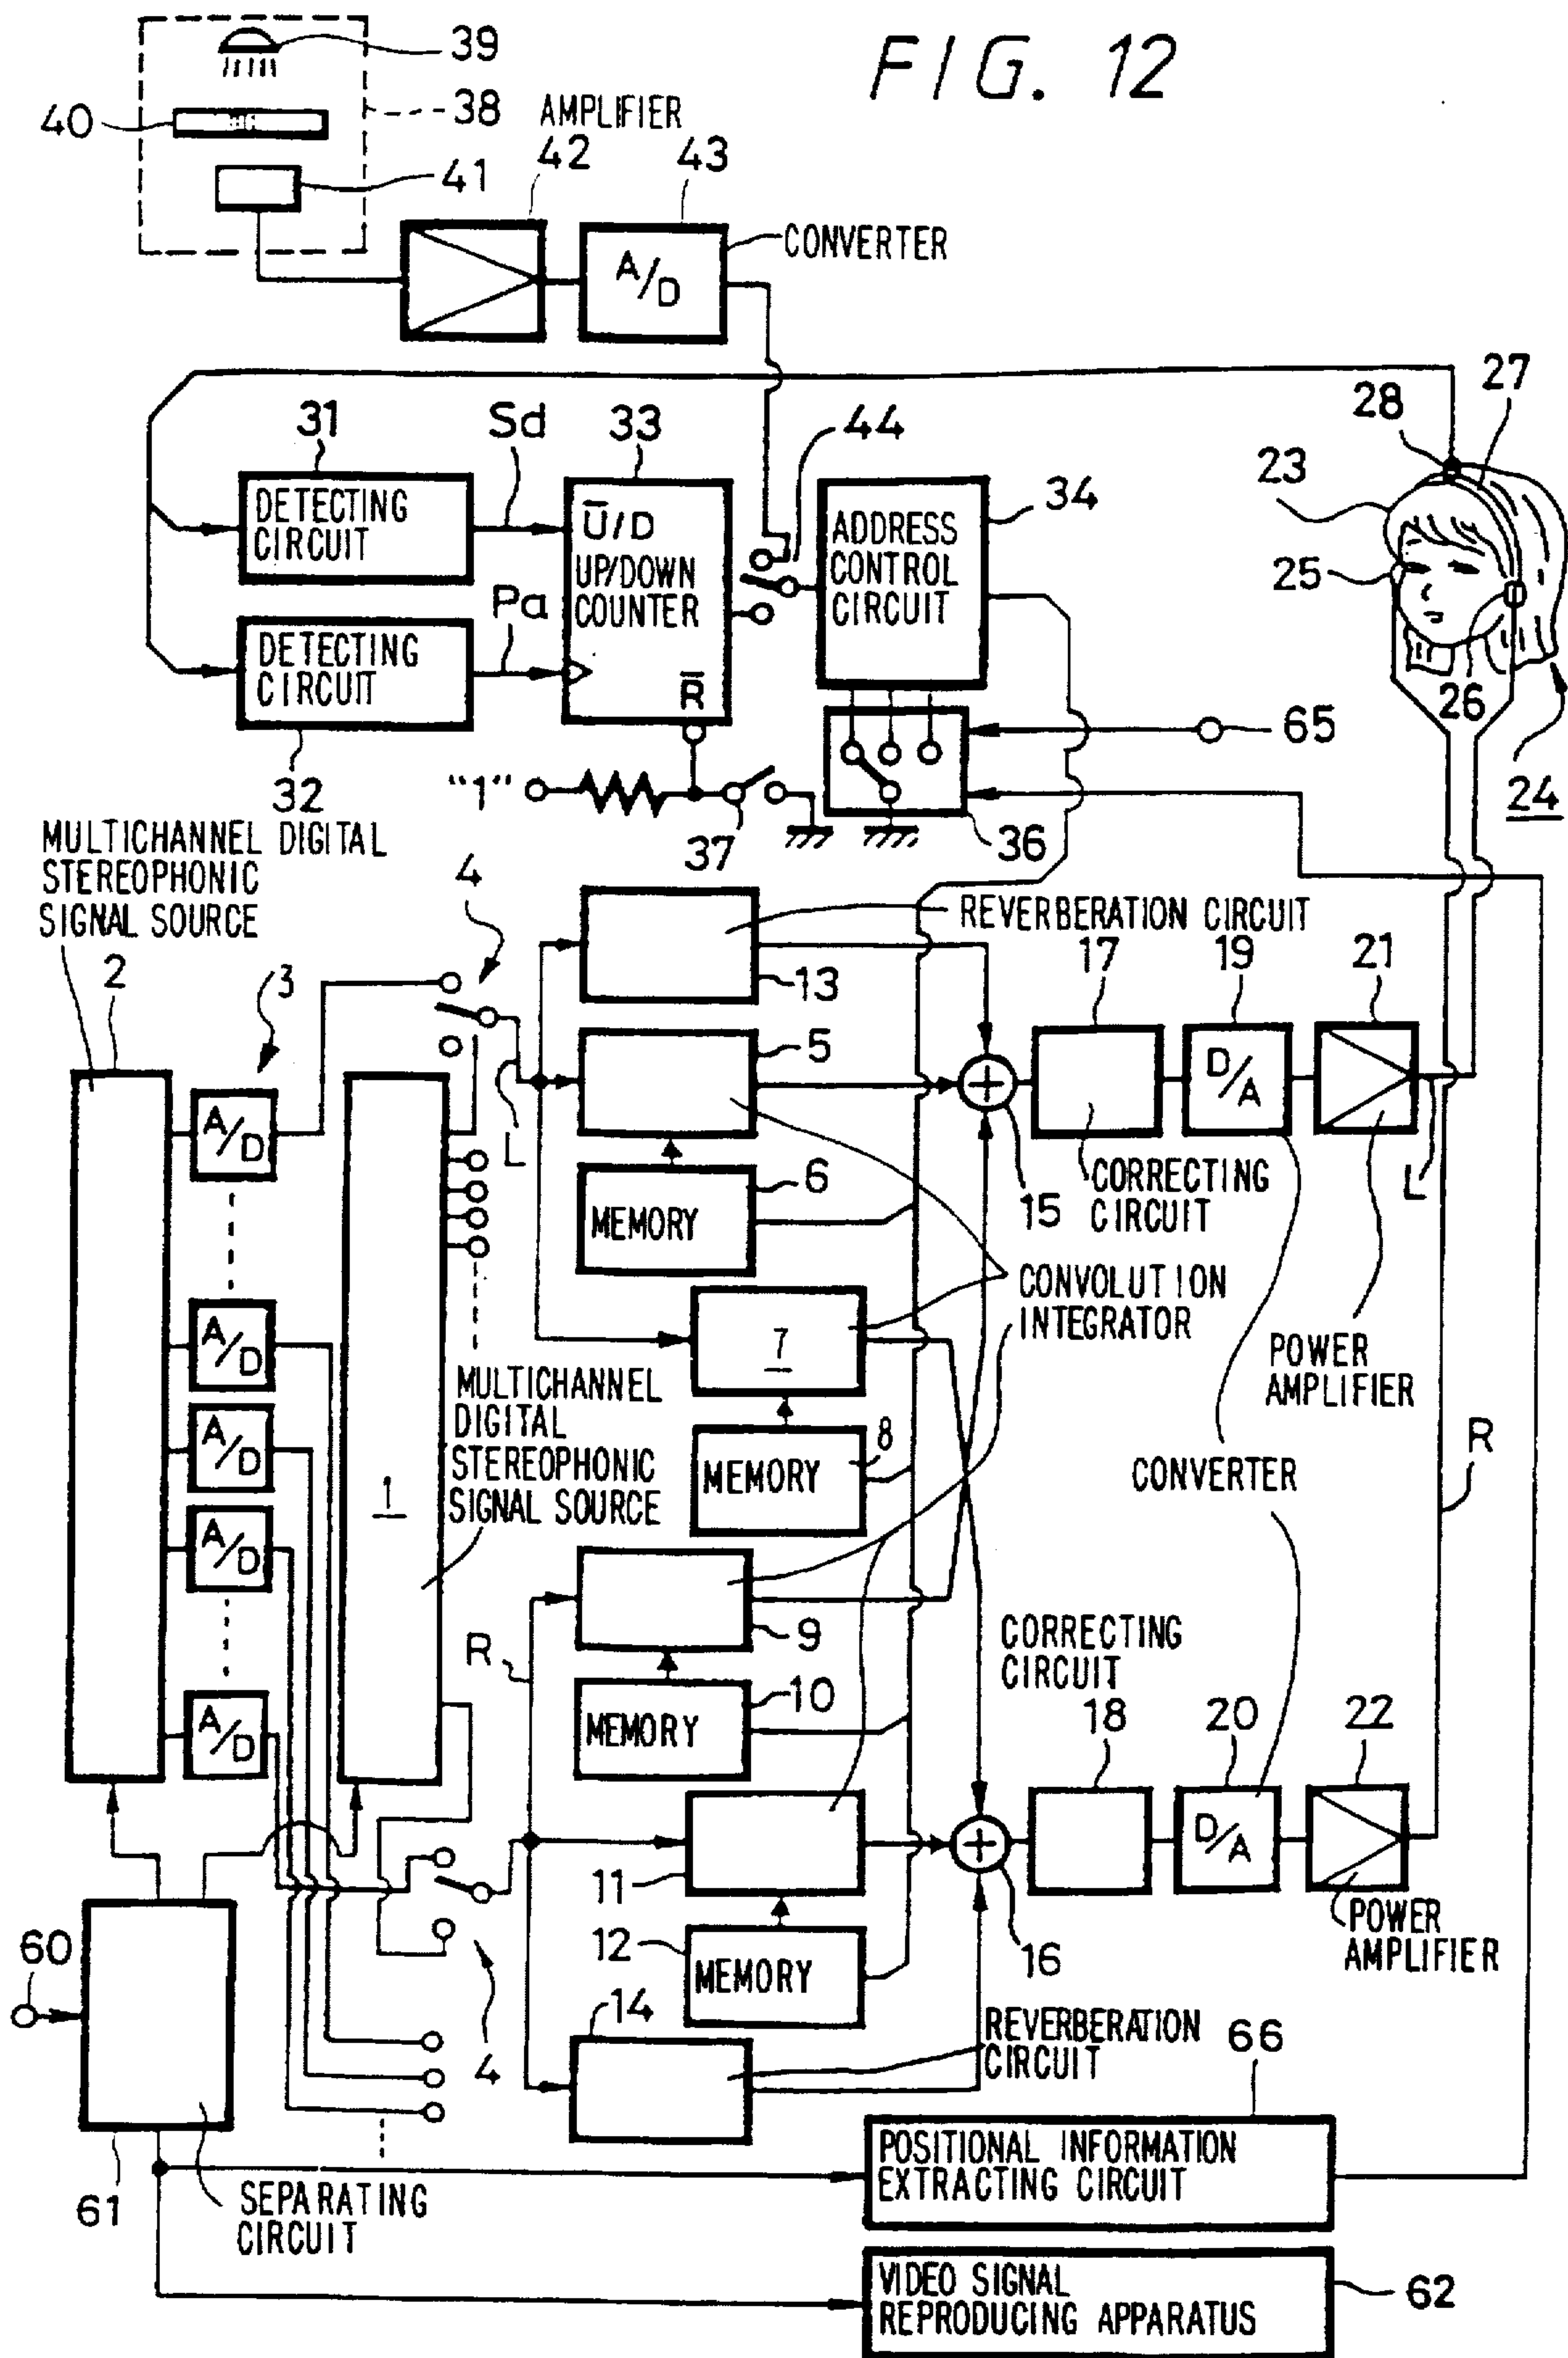 FIG. 12
39
40
38
41
AMPLIFIER
42
43
A/D
CONVERTER
28
27
23
25
26
24
31
Sd
33
44
34
DETECTING
CIRCUIT
U̅/D
UP/DOWN
COUNTER
ADDRESS
CONTROL
CIRCUIT
Pa
DETECTING
CIRCUIT
R̅
32
"1"
37
36
65
MULTICHANNEL DIGITAL
STEREOPHONIC
SIGNAL SOURCE
2
3
4
REVERBERATION CIRCUIT
13
17
19
21
5
A/D
L
D/A
MEMORY
6
15
CORRECTING
CIRCUIT
L
CONVOLUTION
INTEGRATOR
A/D
7
POWER
AMPLIFIER
MULTICHANNEL
DIGITAL
STEREOPHONIC
SIGNAL SOURCE
A/D
MEMORY
8
CONVERTER
R
1
A/D
R
9
CORRECTING
CIRCUIT
MEMORY
10
A/D
18
20
22
11
D/A
12
MEMORY
16
POWER
AMPLIFIER
60
4
14
REVERBERATION
CIRCUIT
66
61
SEPARATING
CIRCUIT
POSITIONAL INFORMATION
EXTRACTING CIRCUIT
VIDEO SIGNAL
REPRODUCING APPARATUS
62